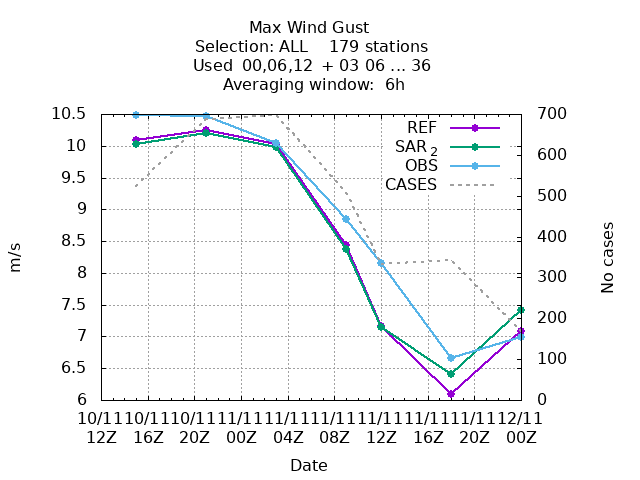 Max Wind Gust
Selection: ALL 179 stations
Used 00,06,12 + 03 06 ... 36
Averaging window: 6h
10.5
10
9.5
9
8.5
8
7.5
7
6.5
6
m/s
REF
SAR 2
OBS
CASES
700
600
500
400
300
200
100
0
No cases
10/11 10/11 10/11 11/11 11/11 11/11 11/11 11/11 11/11 12/11
12Z 16Z 20Z 00Z 04Z 08Z 12Z 16Z 20Z 00Z
Date